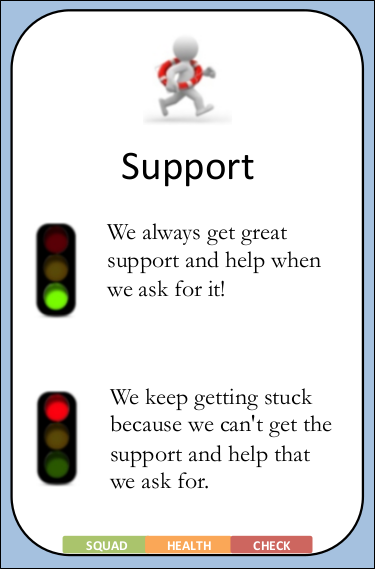 Support
We always get great
support and help when
we ask for it!
We keep getting stuck
because we can't get the
support and help that
we ask for.
SQUAD HEALTH CHECK